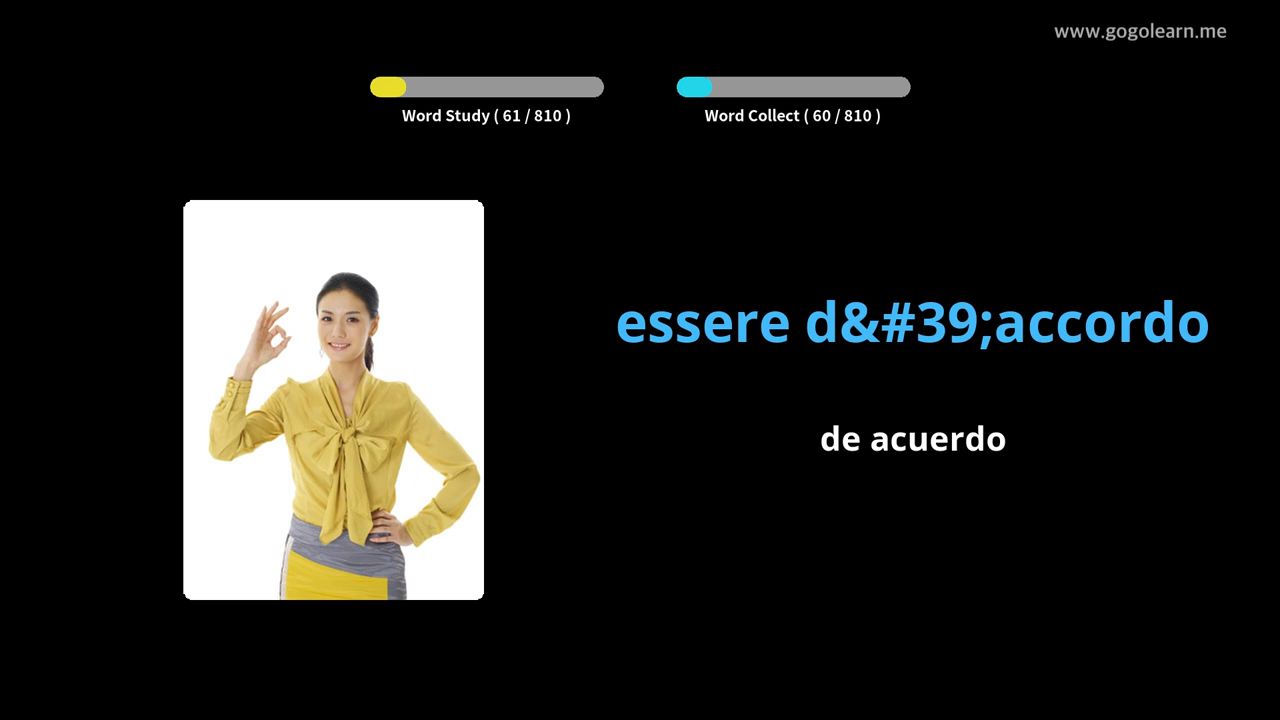 www.gogolearn.me
Word Study ( 61 / 810 )
Word Collect ( 60 / 810 )
essere d&#39;accordo
de acuerdo